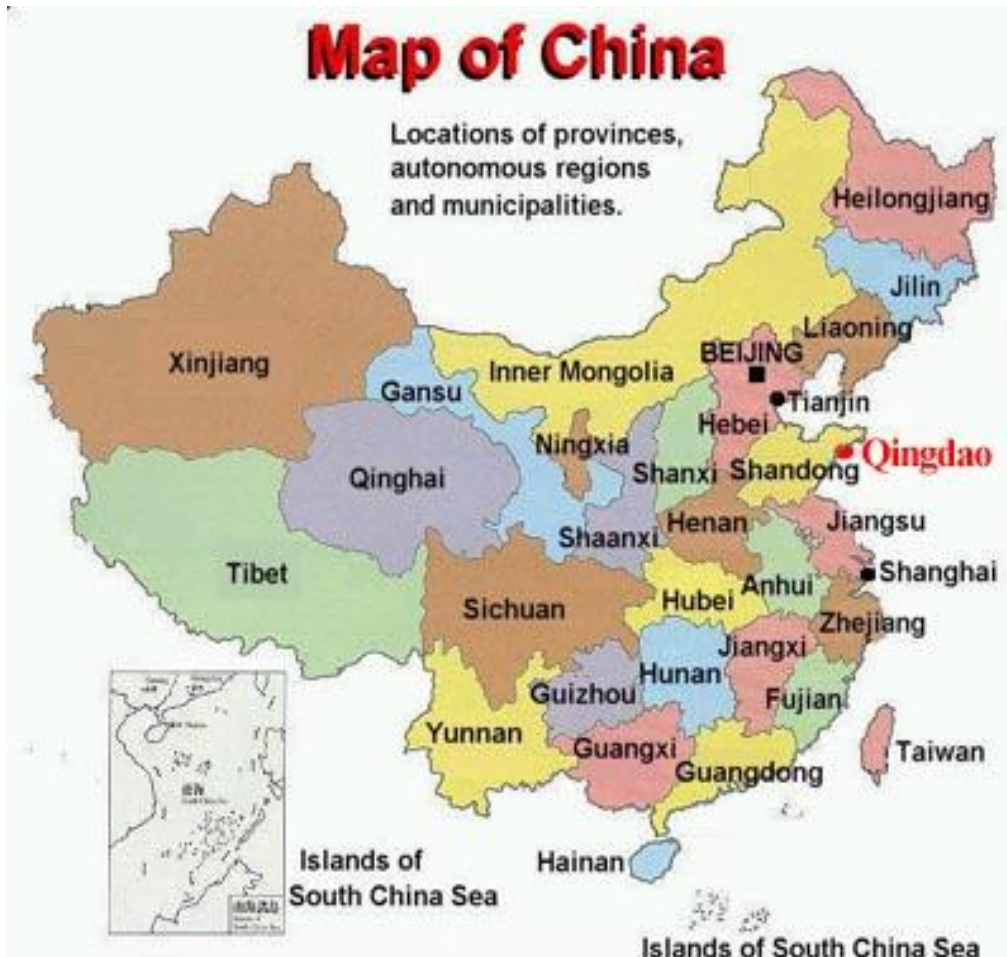 Map of China
Locations of provinces,
autonomous regions
and municipalities.
Heilongjiang
Jilin
Liaoning
BEIJING
Xinjiang
Inner Mongolia
Gansu
Tianjin
Hebei
Ningxia
Qingdao
Shanxi
Shandong
Qinghai
Jiangsu
Henan
Shaanxi
Shanghai
Tibet
Anhui
Hubei
Sichuan
Zhejiang
Jiangxi
Hunan
Guizhou
Fujian
Yunnan
Guangxi
Taiwan
Guangdong
Hainan
Islands of
South China Sea
Islands of South China Sea